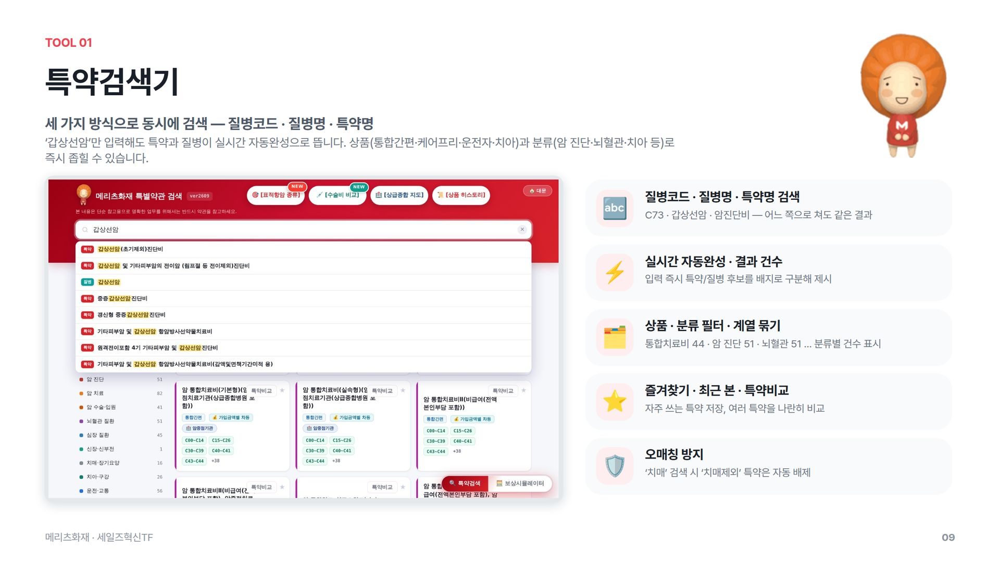 TOOL 01
특약검색기
세 가지 방식으로 동시에 검색 — 질병코드 · 질병명 · 특약명
‘갑상선암’만 입력해도 특약과 질병이 실시간 자동완성으로 뜹니다. 상품(통합간편·케어프리·운전자·치아)과 분류(암 진단·뇌혈관·치아 등)로
즉시 좁힐 수 있습니다.
메리츠화재 특별약관 검색 ver2609
[표적항암 종류] NEW
[수술비 비교] NEW
[상급종합 지도]
[상품 히스토리]
대문
본 내용은 단순 참고용으로 명확한 업무를 위해서는 반드시 약관을 참고하세요.
갑상선암
특약 갑상선암(초기제외)진단비
특약 갑상선암 및 기타피부암의 전이암 (림프절 등 전이제외)진단비
질병 갑상선암
특약 중증갑상선암진단비
특약 갱신형 중증갑상선암진단비
특약 기타피부암 및 갑상선암 항암방사선약물치료비
특약 원격전이포함 4기 기타피부암 및 갑상선암진단비
특약 기타피부암 및 갑상선암 항암방사선약물치료비(감액및면책기간미적 용)
암 진단 51
암 치료 82
암 수술·입원 41
뇌혈관 질환 51
심장 질환 45
신장·신부전 1
치매·장기요양 16
치아·구강 26
운전·교통 56
암 통합치료비(기본형)(암
점치료기관(상급종합병원 포
함))
특약비교
통합간편 가입금액별 차등
암중점기관
C00~C14 C15~C26
C30~C39 C40~C41
C43~C44 +38
암 통합치료비(실속형)(암
점치료기관(상급종합병원 포
함))
특약비교
통합간편 가입금액별 차등
암중점기관
C00~C14 C15~C26
C30~C39 C40~C41
C43~C44 +38
특약비교
암 통합치료비Ⅱ(비급여(전액
본인부담 포함))
통합간편 가입금액별 차등
C00~C14 C15~C26
C30~C39 C40~C41
C43~C44 +38
암 통합치료비Ⅱ(비급여(전
특약비교
본인부담 포함), 암중점치료
특약비교
암 통합
급여(전액본인부담 포함), 암
특약검색
보상시뮬레이터
질병코드 · 질병명 · 특약명 검색
C73 · 갑상선암 · 암진단비 — 어느 쪽으로 쳐도 같은 결과
실시간 자동완성 · 결과 건수
입력 즉시 특약/질병 후보를 배지로 구분해 제시
상품 · 분류 필터 · 계열 묶기
통합치료비 44 · 암 진단 51 · 뇌혈관 51 … 분류별 건수 표시
즐겨찾기 · 최근 본 · 특약비교
자주 쓰는 특약 저장, 여러 특약을 나란히 비교
오매칭 방지
‘치매’ 검색 시 ‘치매제외’ 특약은 자동 배제
메리츠화재 · 세일즈혁신TF
09